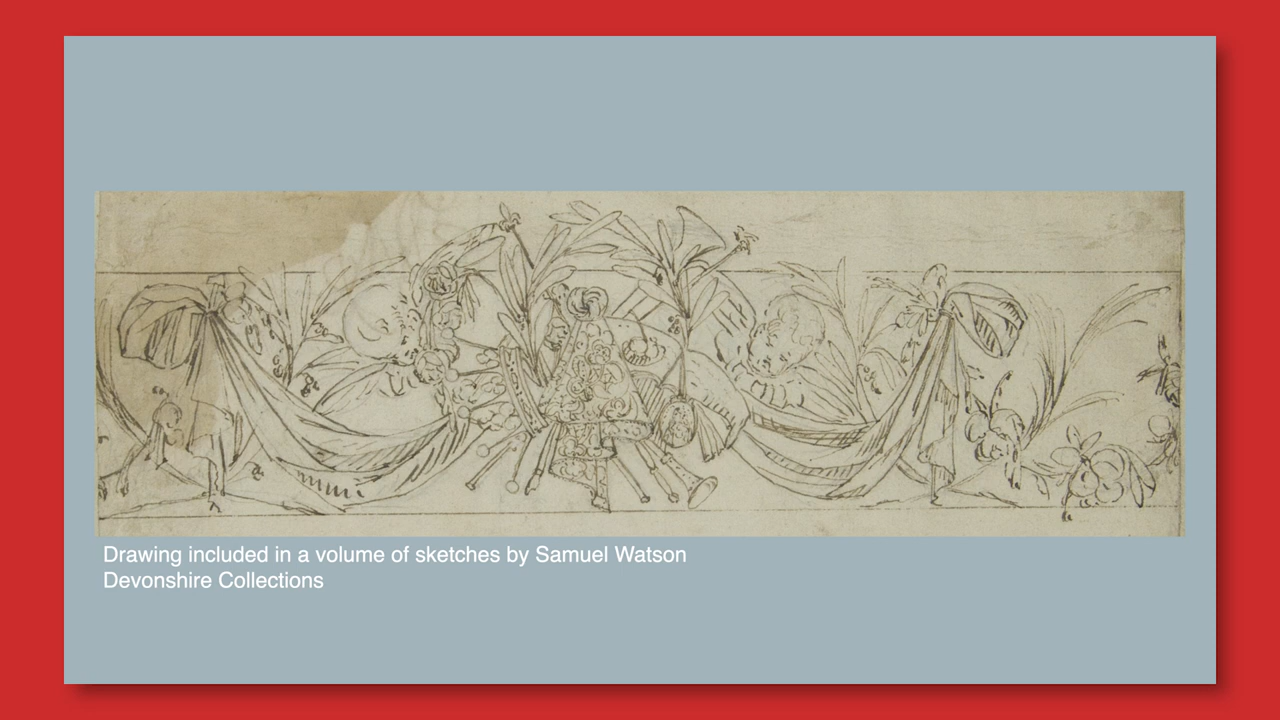 Drawing included in a volume of sketches by Samuel Watson
Devonshire Collections